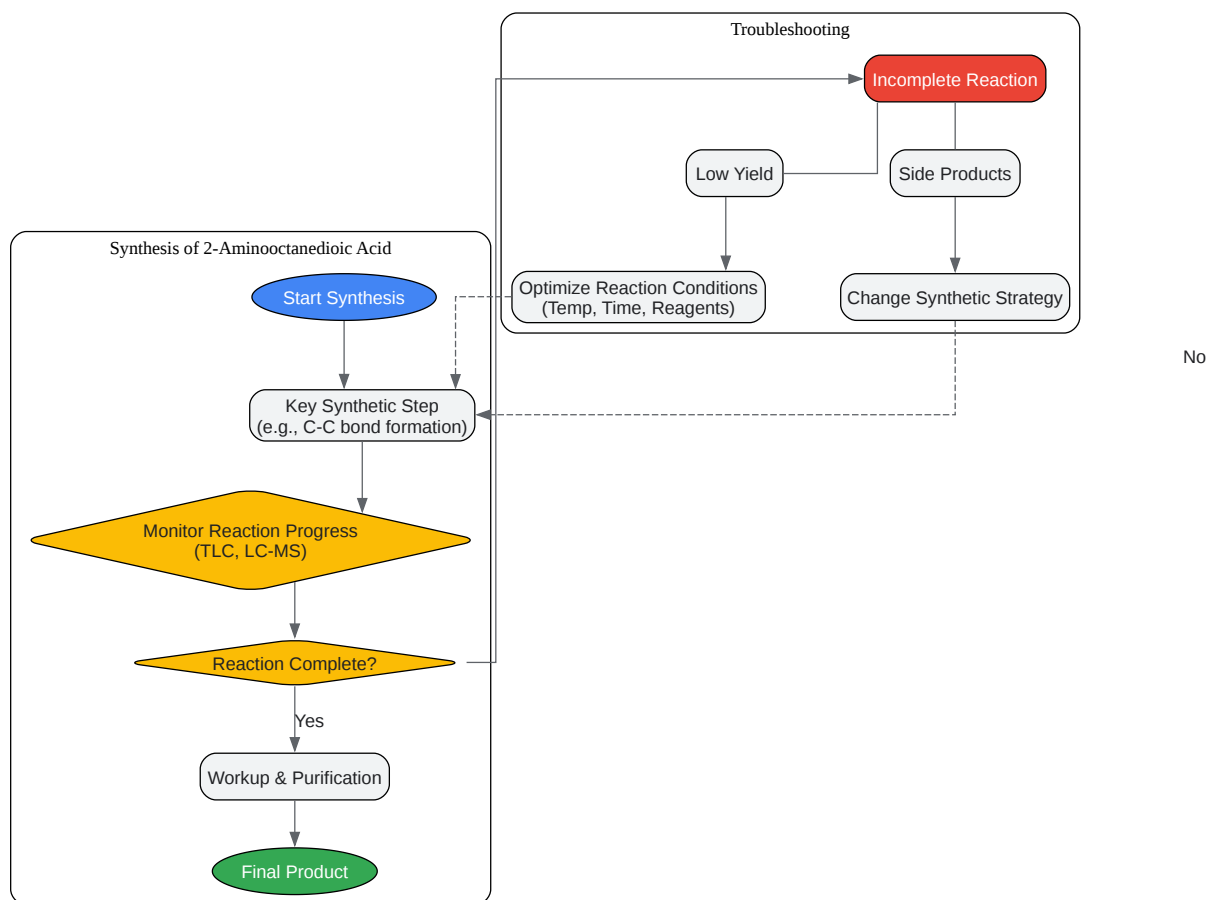 Troubleshooting
Incomplete Reaction
Low Yield
Side Products
Optimize Reaction Conditions
(Temp, Time, Reagents)
Change Synthetic Strategy
Synthesis of 2-Aminooctanedioic Acid
Start Synthesis
Key Synthetic Step
(e.g., C-C bond formation)
Monitor Reaction Progress
(TLC, LC-MS)
Reaction Complete?
Yes
Workup & Purification
Final Product
No